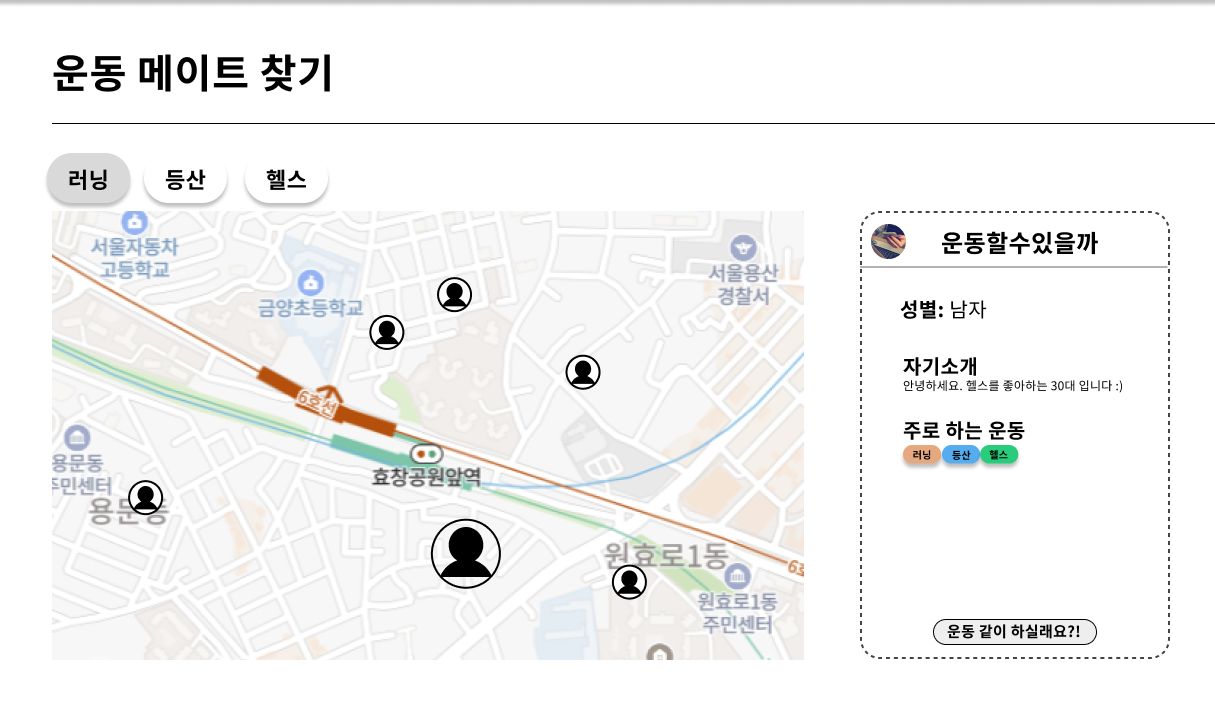 운동 메이트 찾기
러닝
등산
헬스
서울자동차
고등학교
금양초등학교
서울용산
경찰서
6호선
용문동
주민센터
용문동
효창공원앞역
원효로1동
원효로1동
주민센터
운동할수있을까
성별: 남자
자기소개
안녕하세요. 헬스를 좋아하는 30대 입니다 :)
주로 하는 운동
러닝 등산 헬스
운동 같이 하실래요?!